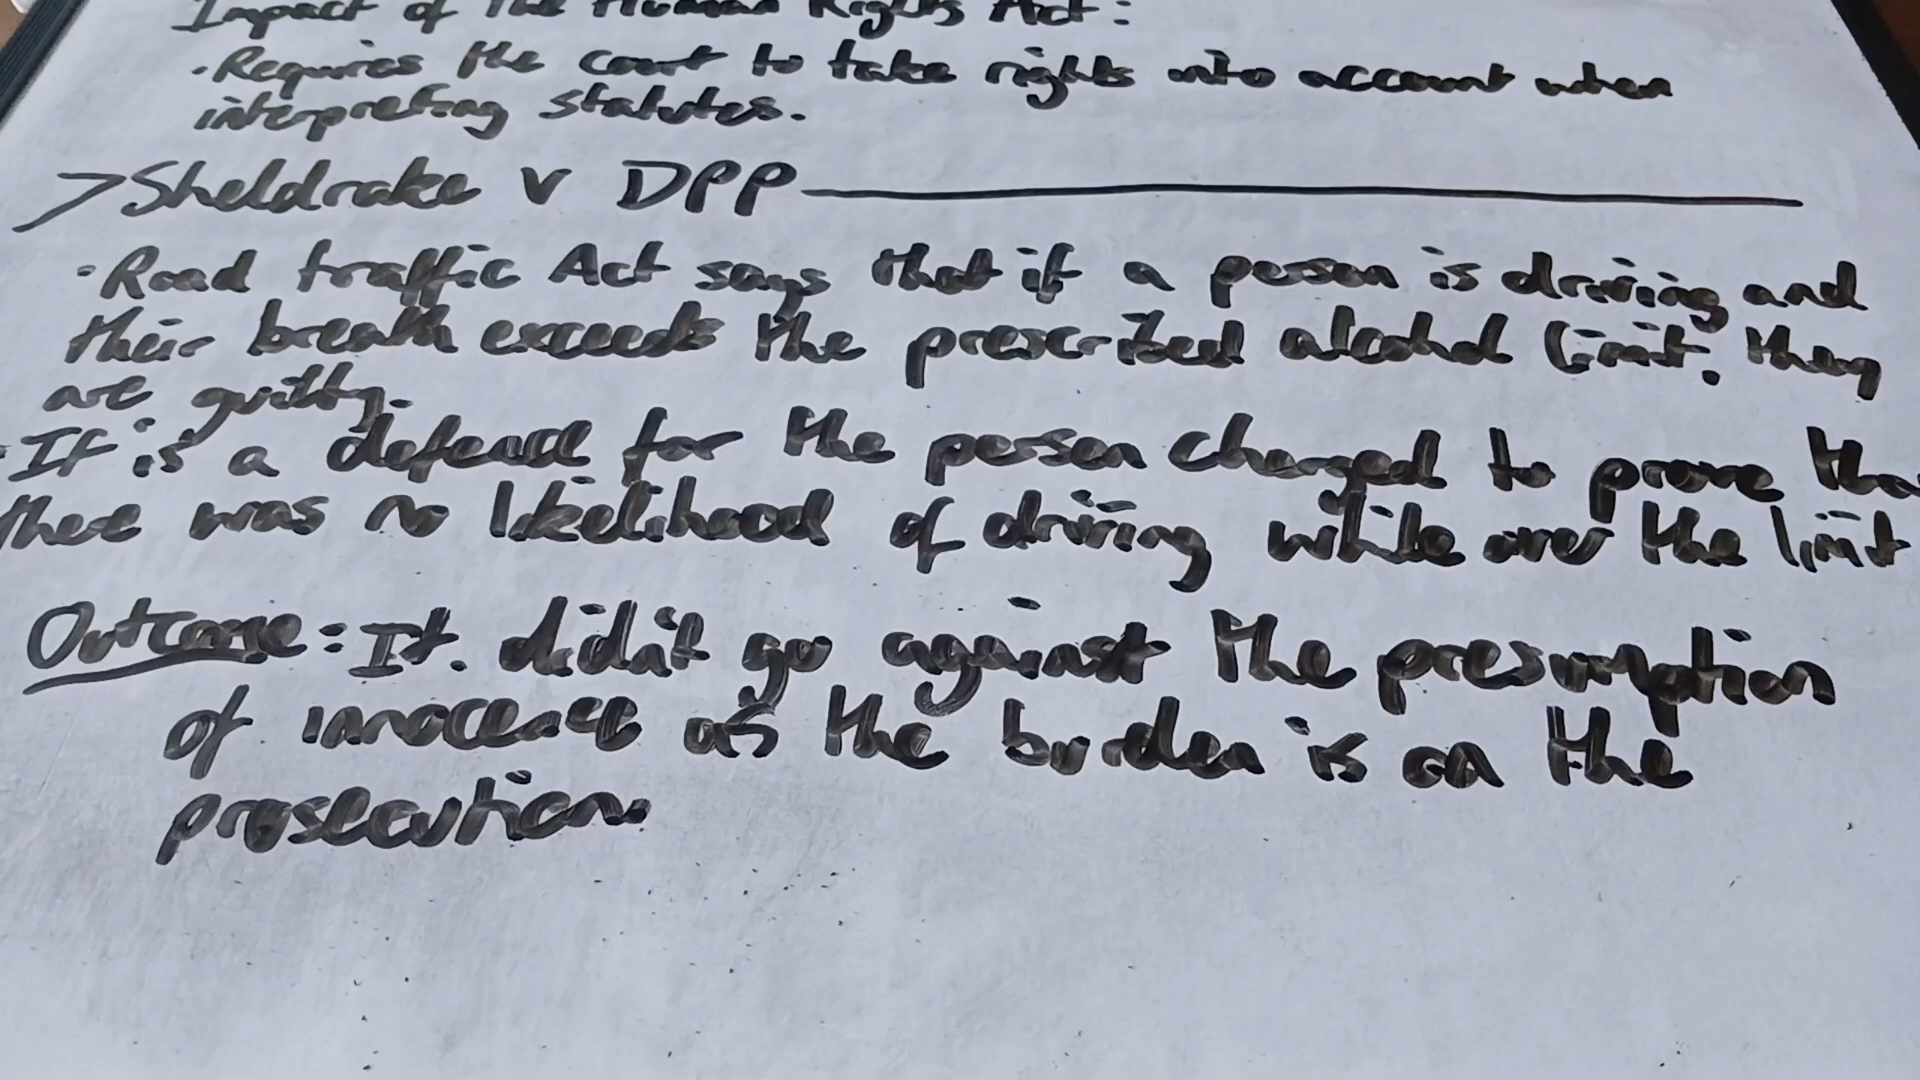 Impact of the Human Rights Act:
· Requires the court to take rights into account when
interpreting statutes.
>Sheldrake v DPP
· Road traffic Act says that if a person is driving and
their breath exceeds the prescribed alcohol limit, they
are guilty.
· It is a defence for the person charged to prove tha
there was no likelihood of driving while over the limit
Outcome: It. didn't go against the presumption
of innocence as the burden is on the
prosecution.